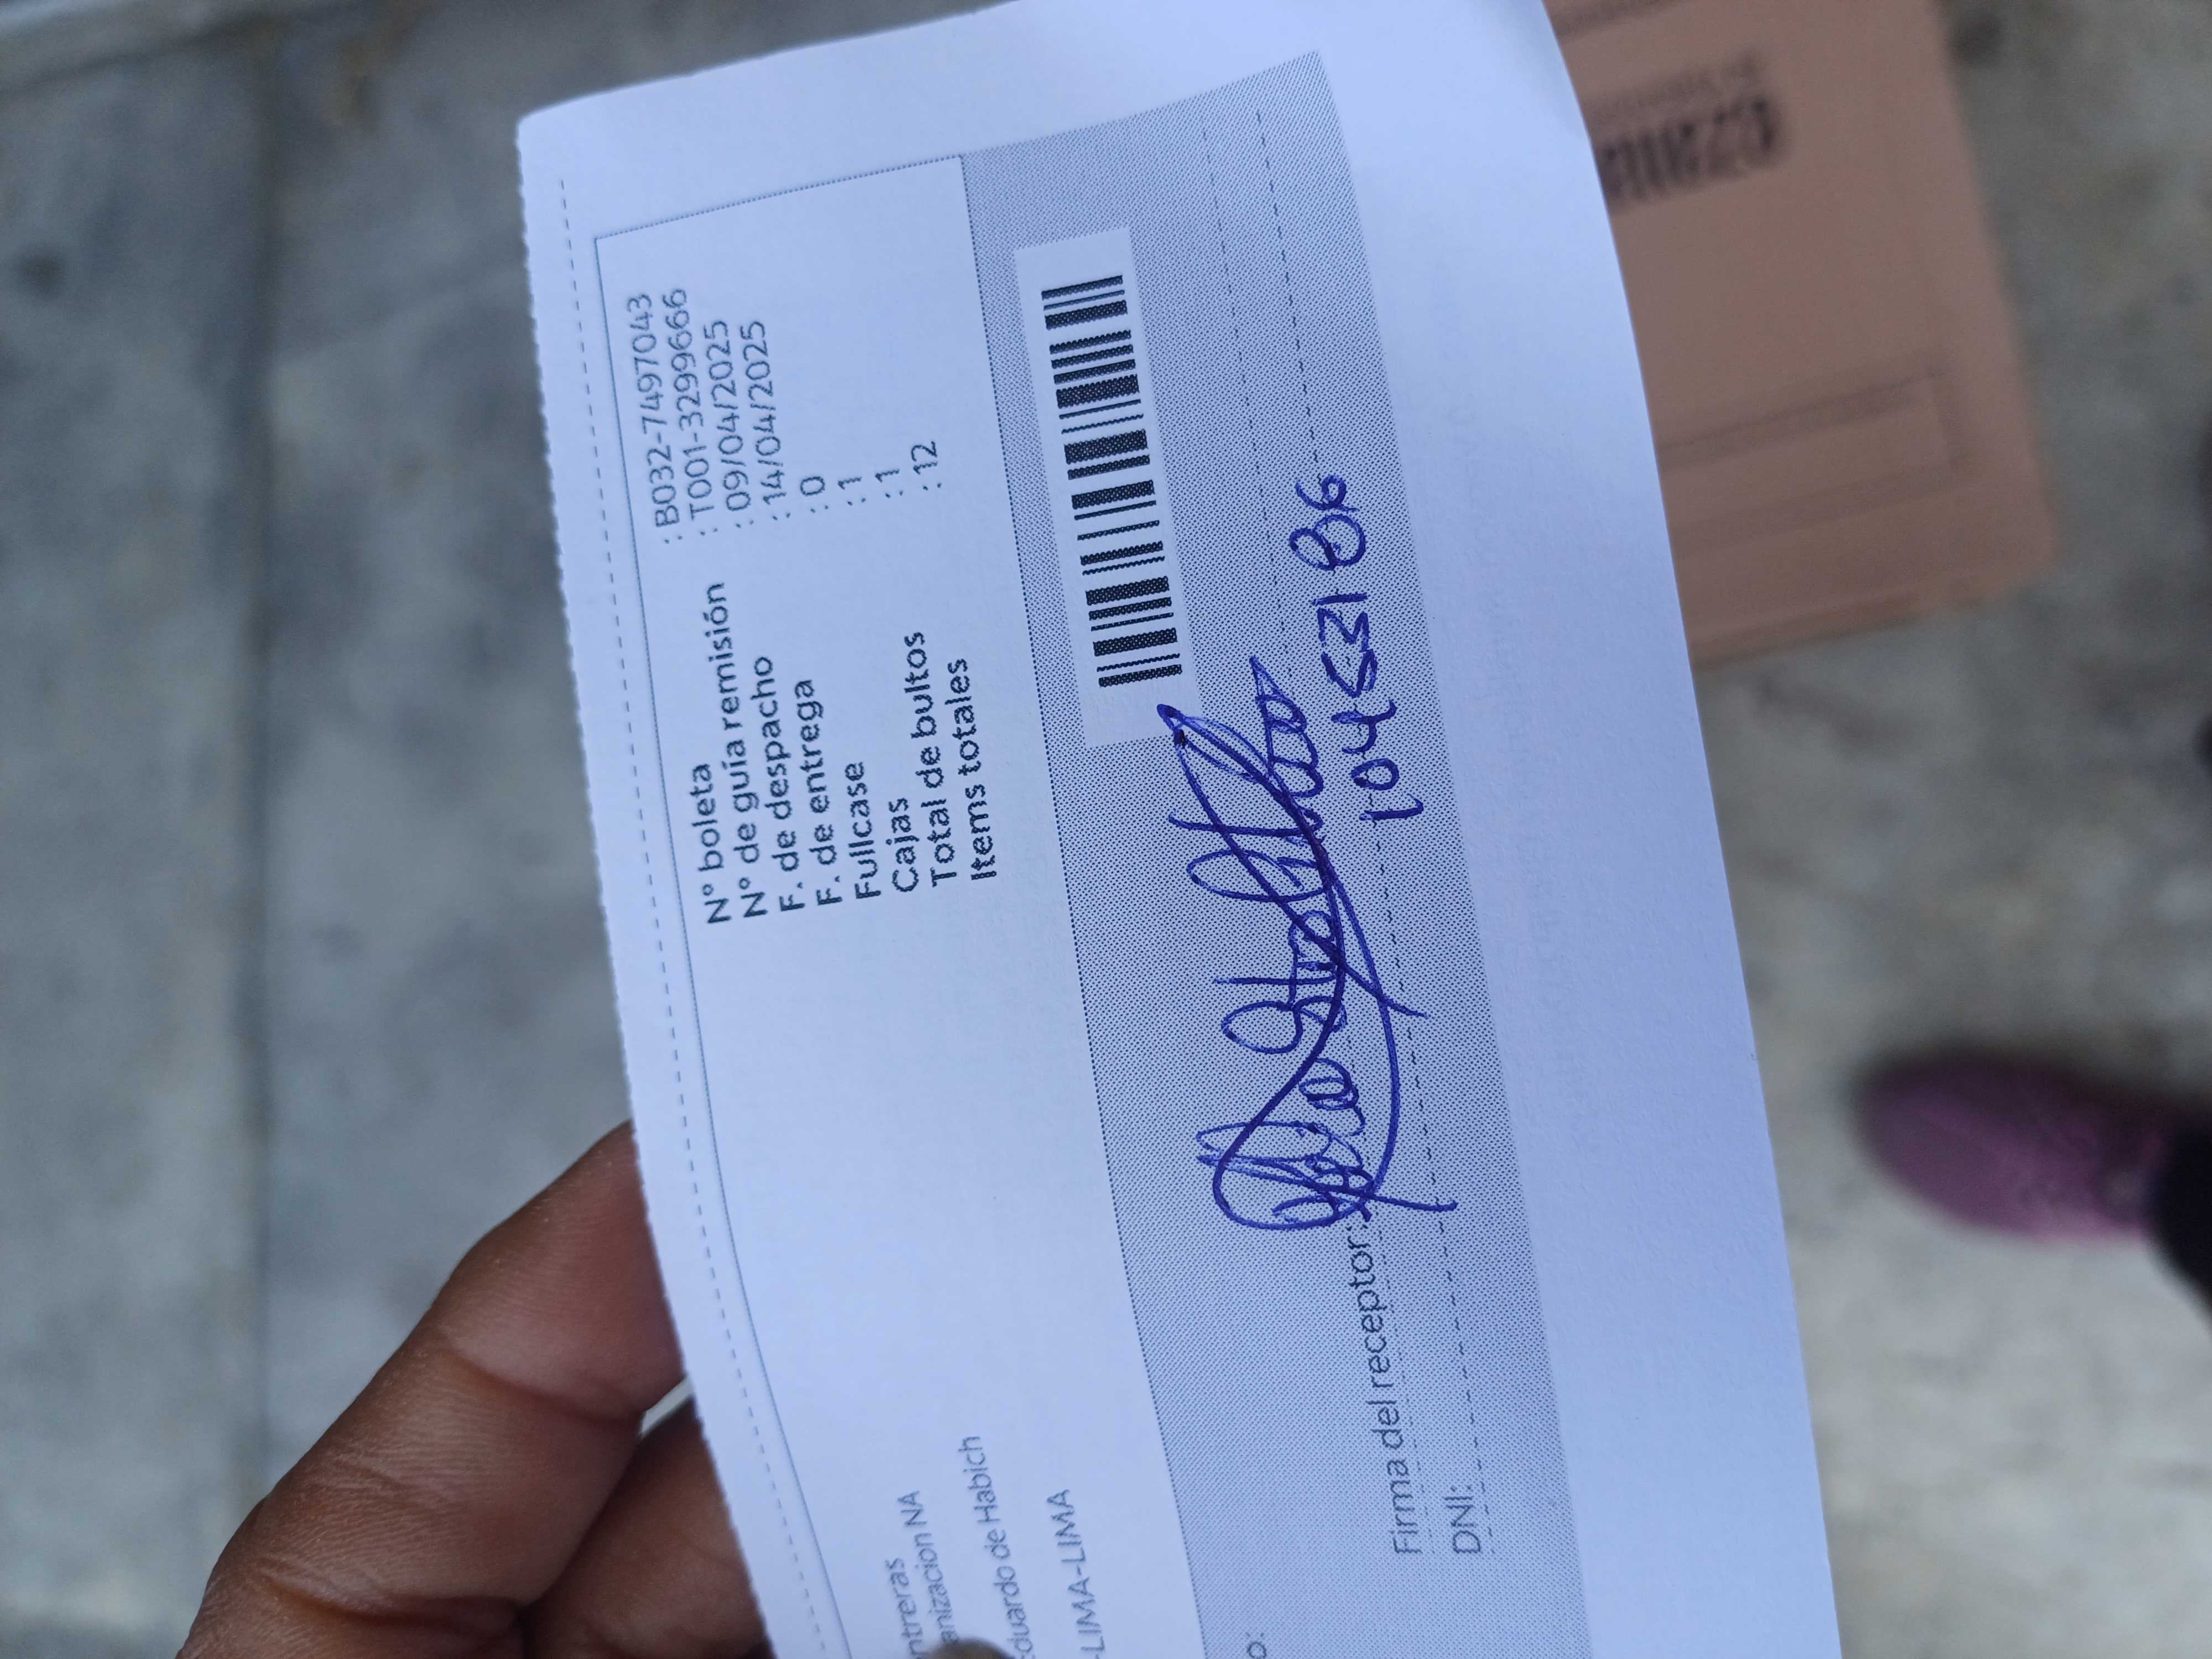 N° boleta : B032-7497043
N° de guía remisión : T001-3299666
F. de despacho : 09/04/2025
F. de entrega : 14/04/2025
Fullcase : 0
Cajas : 1
Total de bultos : 1
Items totales : 12
ntreras
anizacion NA
duardo de Habich
-LIMA-LIMA
o:
Firma del receptor:
DNI: